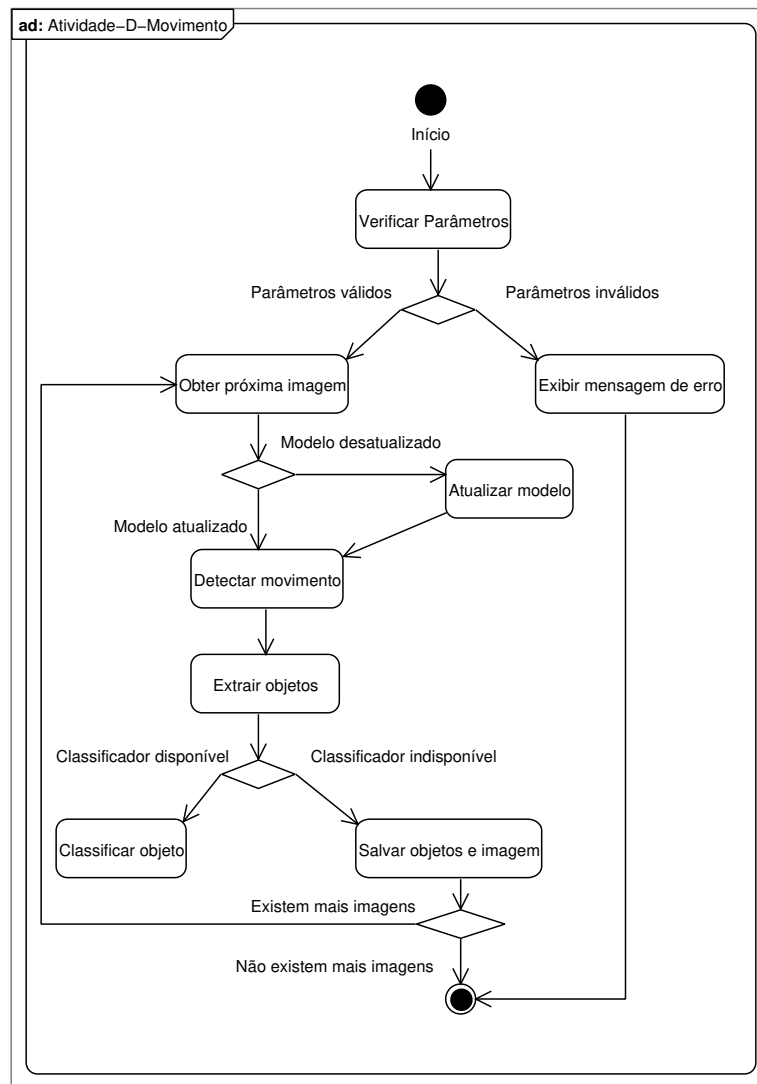 ad: Atividade–D–Movimento
Início
Verificar Parâmetros
Parâmetros válidos
Parâmetros inválidos
Obter próxima imagem
Exibir mensagem de erro
Modelo desatualizado
Atualizar modelo
Modelo atualizado
Detectar movimento
Extrair objetos
Classificador disponível
Classificador indisponível
Classificar objeto
Salvar objetos e imagem
Existem mais imagens
Não existem mais imagens